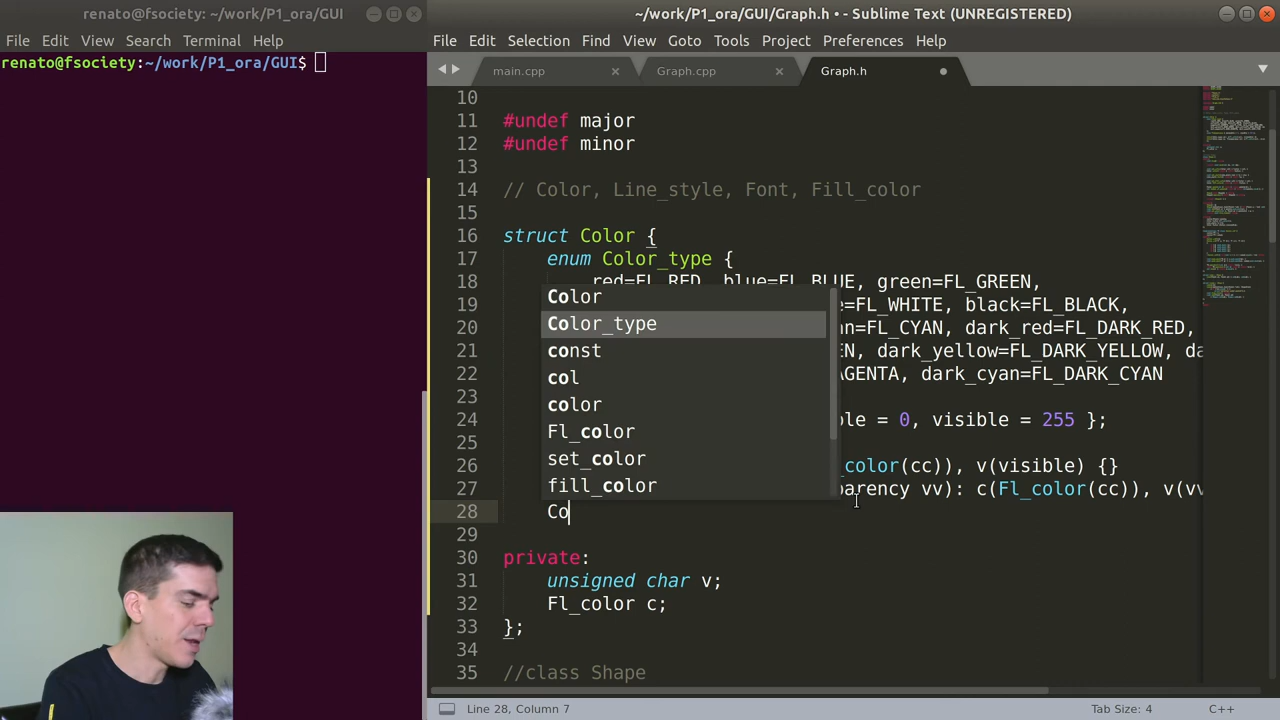 renato@fsociety: ~/work/P1_ora/GUI
File Edit View Search Terminal Help
renato@fsociety:~/work/P1_ora/GUI$
~/work/P1_ora/GUI/Graph.h • - Sublime Text (UNREGISTERED)
File Edit Selection Find View Goto Tools Project Preferences Help
main.cpp Graph.cpp Graph.h
10
11 #undef major
12 #undef minor
13
14 // Color, Line_style, Font, Fill_color
15
16 struct Color {
17 enum Color_type {
18 red=FL_RED, blue=FL_BLUE, green=FL_GREEN,
19 =FL_WHITE, black=FL_BLACK,
20 =FL_CYAN, dark_red=FL_DARK_RED,
21 dark_yellow=FL_DARK_YELLOW,
22 dark_cyan=FL_DARK_CYAN
23
24 = 0, visible = 255 };
25
26 _color(cc)), v(visible) {}
27 vv): c(Fl_color(cc)), v(vv
28 Co
Color
Color_type
const
col
color
Fl_color
set_color
fill_color
29
30 private:
31 unsigned char v;
32 Fl_color c;
33 };
34
35 //class Shape
Line 28, Column 7 Tab Size: 4 C++